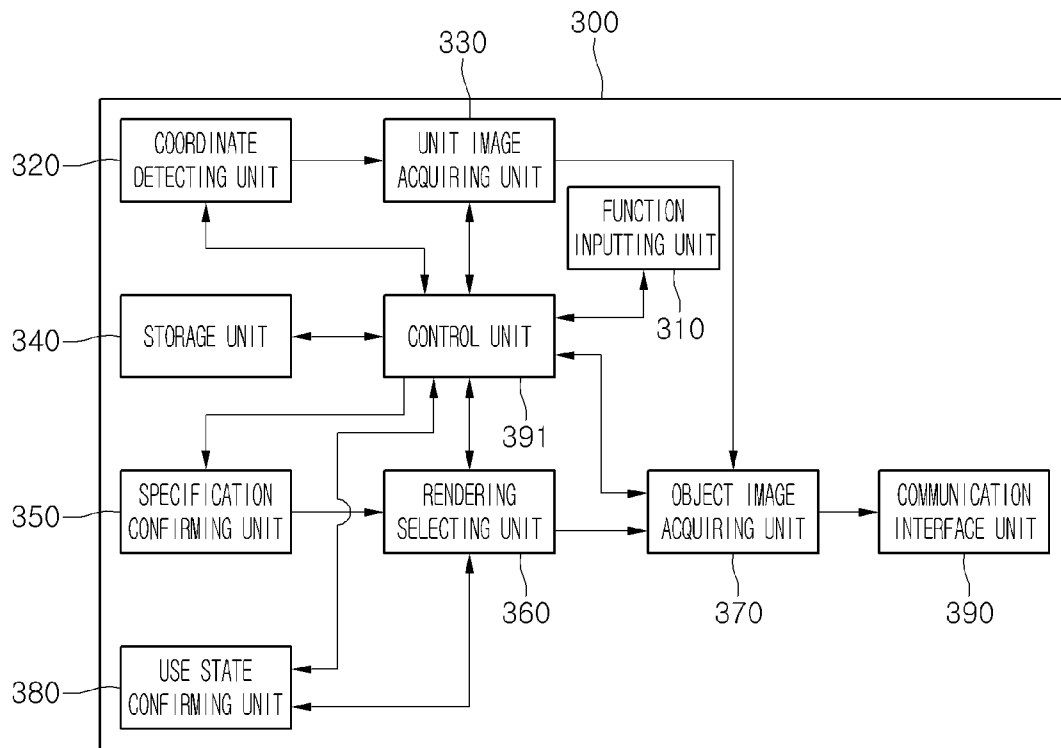 300
330
COORDINATE
DETECTING UNIT
320
UNIT IMAGE
ACQUIRING UNIT
FUNCTION
INPUTTING UNIT
310
340
STORAGE UNIT
CONTROL UNIT
391
350
SPECIFICATION
CONFIRMING UNIT
RENDERING
SELECTING UNIT
360
OBJECT IMAGE
ACQUIRING UNIT
370
COMMUNICATION
INTERFACE UNIT
390
380
USE STATE
CONFIRMING UNIT